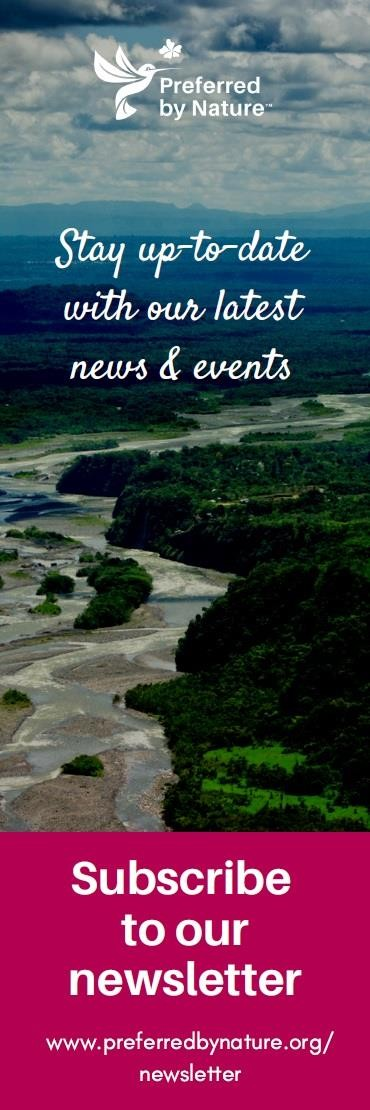 Preferred
by Nature™
Stay up-to-date
with our latest
news & events
Subscribe
to our
newsletter
www.preferredbynature.org/
newsletter